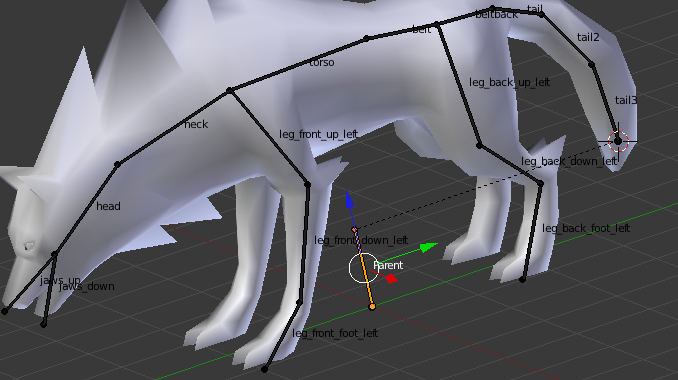 belt
beltback
tail
tail2
torso
leg_back_up_left
tail3
neck
leg_front_up_left
leg_back_down_left
head
leg_front_down_left
leg_back_foot_left
Parent
jaws_up
jaws_down
leg_front_foot_left